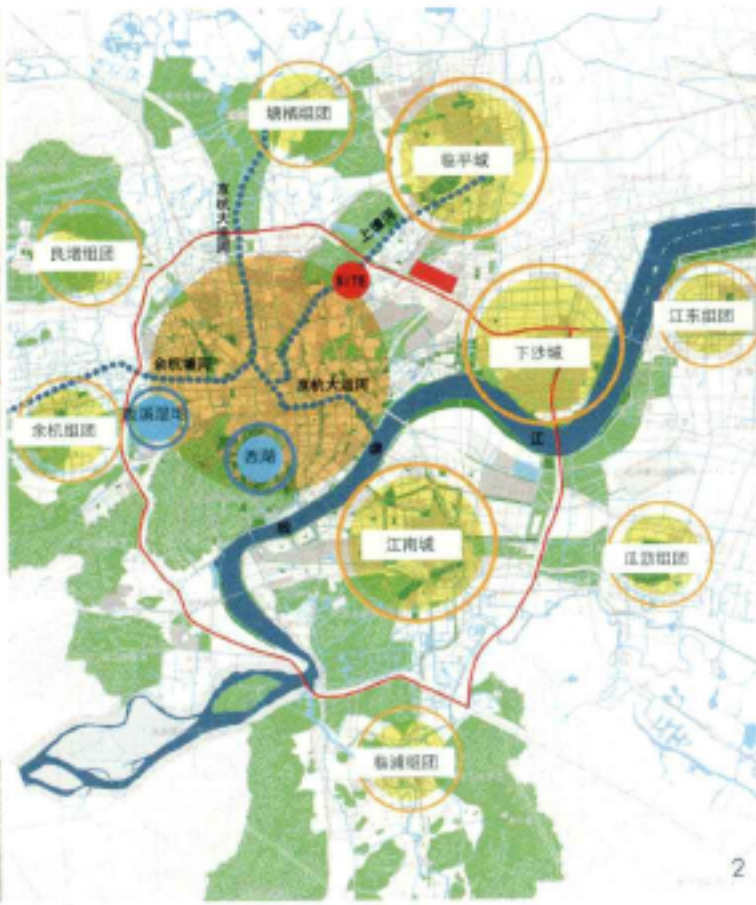 塘栖组团
临平城
京杭大运河
上塘河
良渚组团
SITE
江东组团
下沙城
余杭塘河
京杭大运河
余杭组团
西溪湿地
西湖
钱
塘
江
江南城
瓜沥组团
临浦组团
2